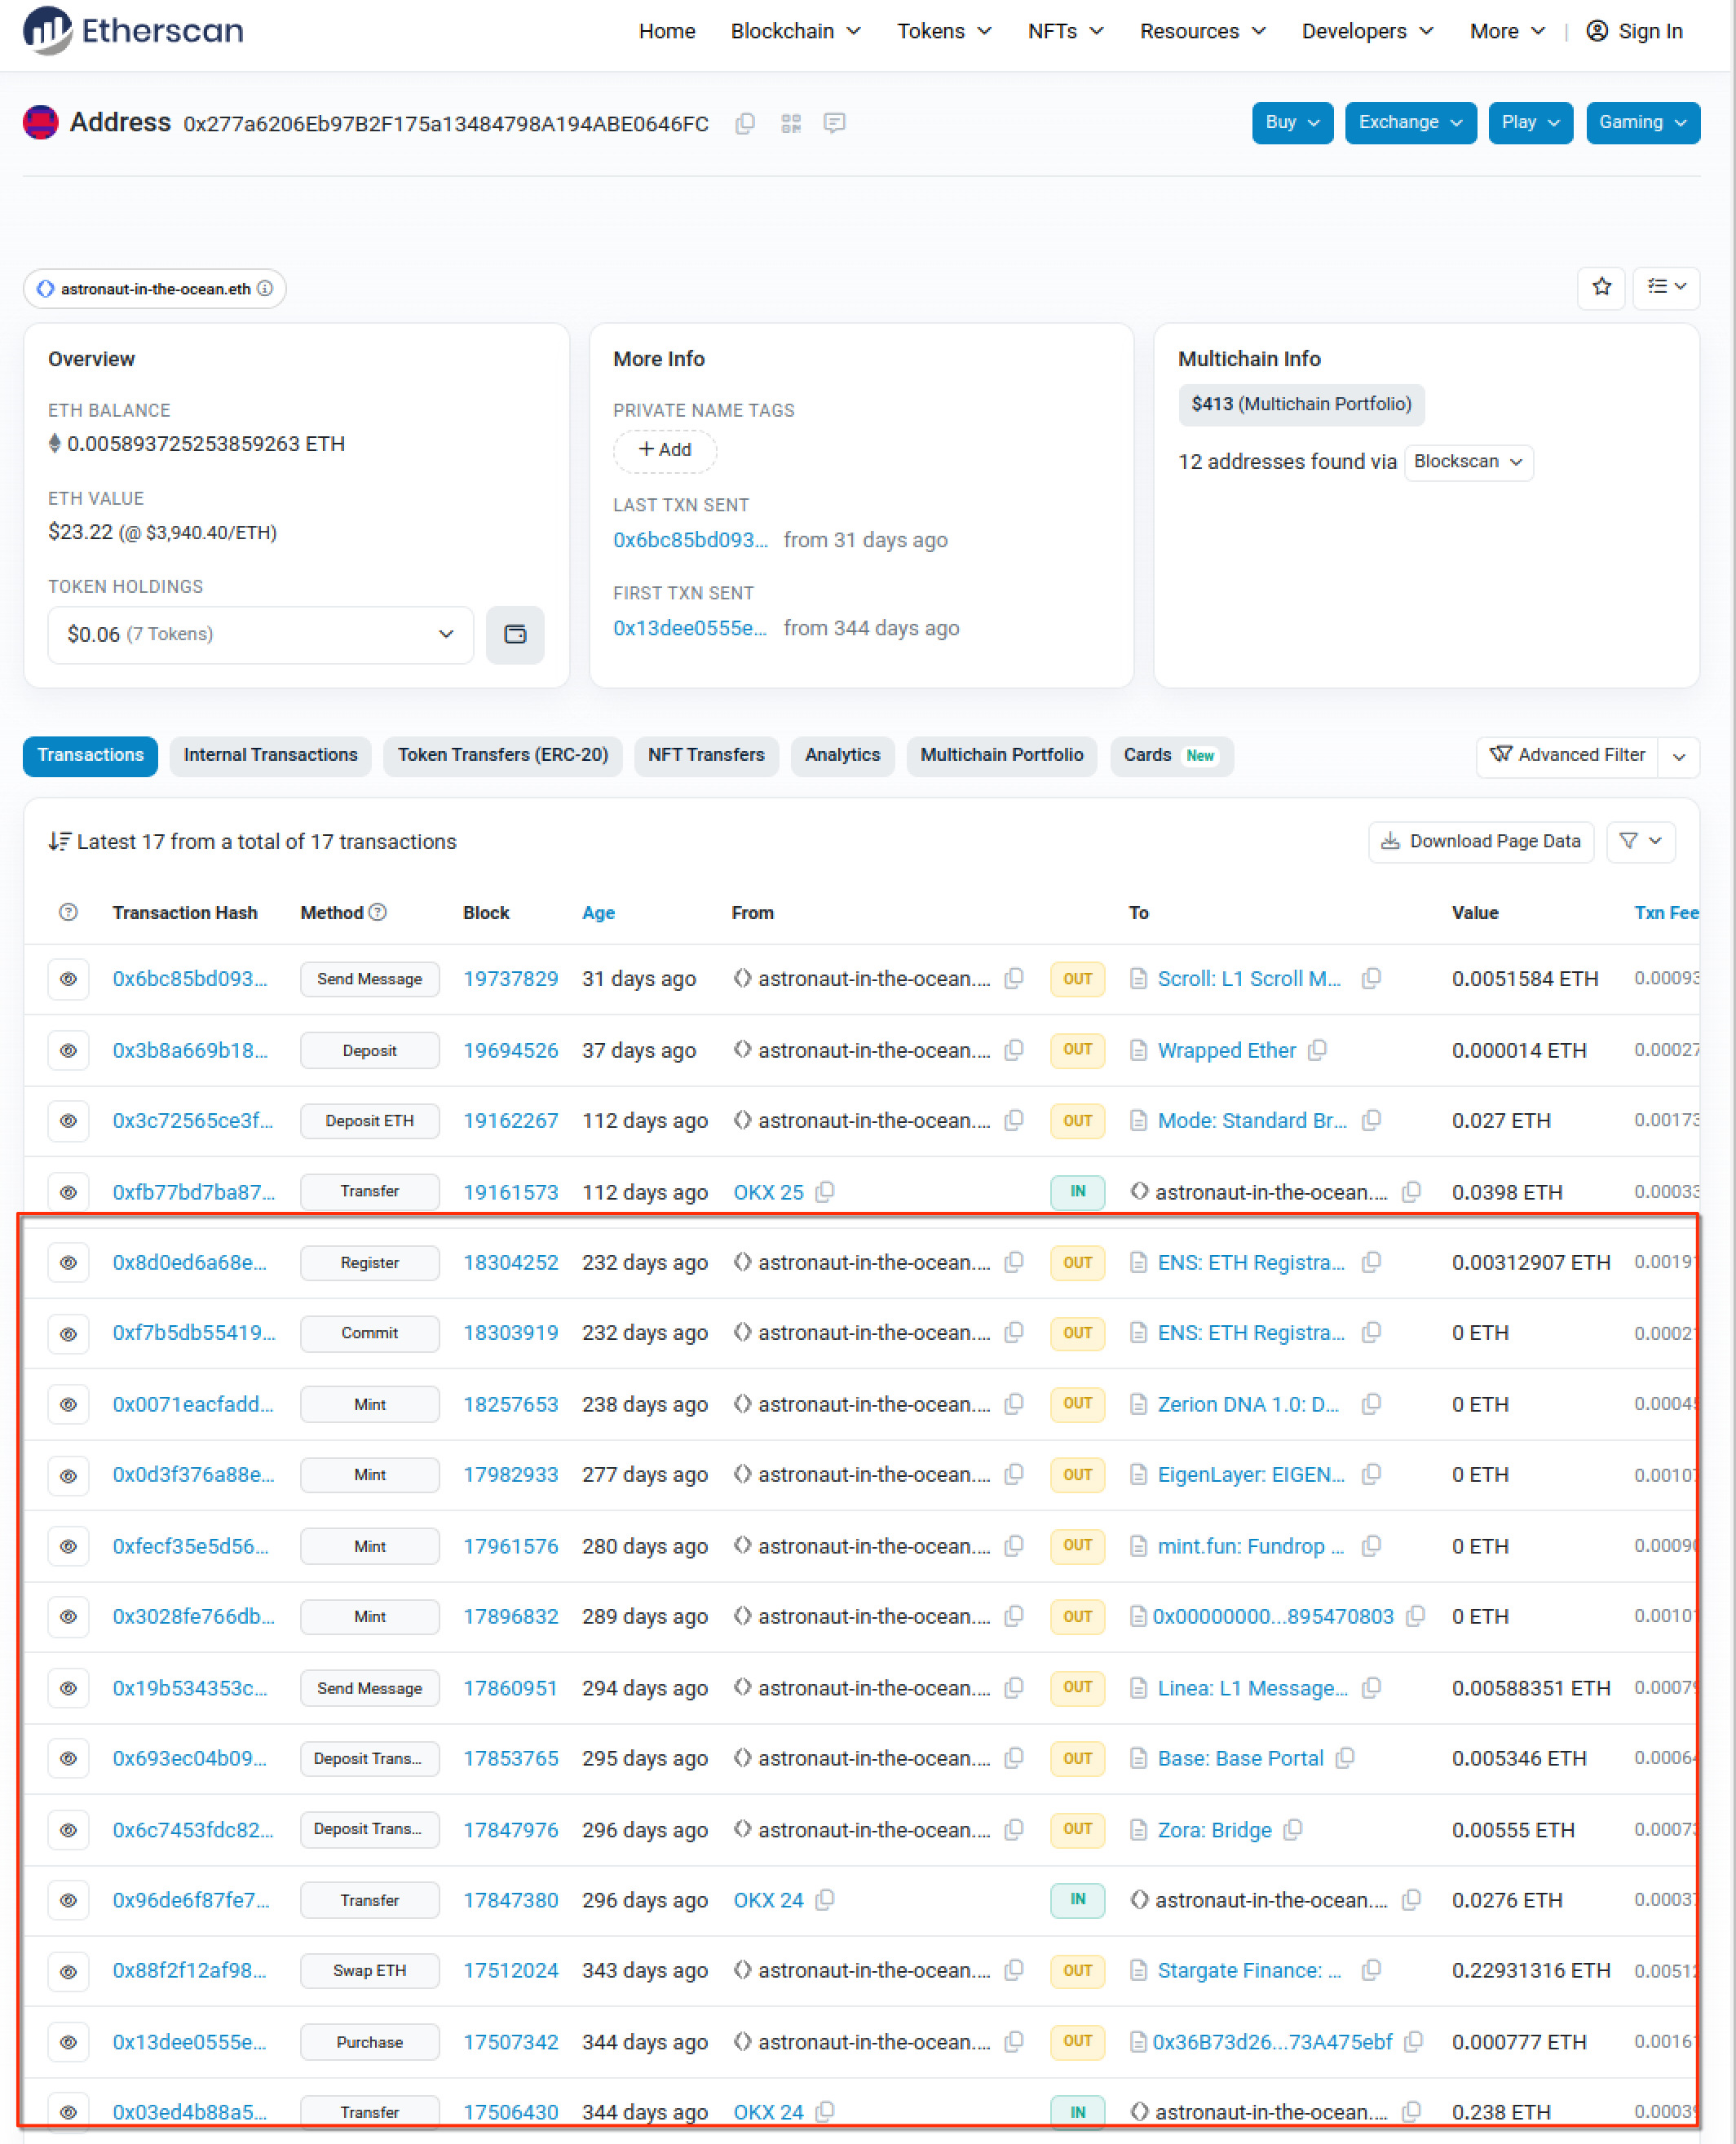 Etherscan
Home Blockchain Tokens NFTs Resources Developers More | Sign In
Address 0x277a6206Eb97B2F175a13484798A194ABE0646FC
Buy Exchange Play Gaming
astronaut-in-the-ocean.eth
Overview
ETH BALANCE
0.005893725253859263 ETH
ETH VALUE
$23.22 (@ $3,940.40/ETH)
TOKEN HOLDINGS
$0.06 (7 Tokens)
More Info
PRIVATE NAME TAGS
+ Add
LAST TXN SENT
0x6bc85bd093... from 31 days ago
FIRST TXN SENT
0x13dee0555e... from 344 days ago
Multichain Info
$413 (Multichain Portfolio)
12 addresses found via Blockscan
Transactions Internal Transactions Token Transfers (ERC-20) NFT Transfers Analytics Multichain Portfolio Cards New Advanced Filter
Latest 17 from a total of 17 transactions Download Page Data
Transaction Hash Method Block Age From To Value Txn Fee
0x6bc85bd093... Send Message 19737829 31 days ago astronaut-in-the-ocean.... OUT Scroll: L1 Scroll M... 0.0051584 ETH 0.00093
0x3b8a669b18... Deposit 19694526 37 days ago astronaut-in-the-ocean.... OUT Wrapped Ether 0.000014 ETH 0.00027
0x3c72565ce3f... Deposit ETH 19162267 112 days ago astronaut-in-the-ocean.... OUT Mode: Standard Br... 0.027 ETH 0.00173
0xfb77bd7ba87... Transfer 19161573 112 days ago OKX 25 IN astronaut-in-the-ocean.... 0.0398 ETH 0.00033
0x8d0ed6a68e... Register 18304252 232 days ago astronaut-in-the-ocean.... OUT ENS: ETH Registra... 0.00312907 ETH 0.00191
0xf7b5db55419... Commit 18303919 232 days ago astronaut-in-the-ocean.... OUT ENS: ETH Registra... 0 ETH 0.00021
0x0071eacfadd... Mint 18257653 238 days ago astronaut-in-the-ocean.... OUT Zerion DNA 1.0: D... 0 ETH 0.00045
0x0d3f376a88e... Mint 17982933 277 days ago astronaut-in-the-ocean.... OUT EigenLayer: EIGEN... 0 ETH 0.00107
0xfecf35e5d56... Mint 17961576 280 days ago astronaut-in-the-ocean.... OUT mint.fun: Fundrop ... 0 ETH 0.00090
0x3028fe766db... Mint 17896832 289 days ago astronaut-in-the-ocean.... OUT 0x00000000...895470803 0 ETH 0.00101
0x19b534353c... Send Message 17860951 294 days ago astronaut-in-the-ocean.... OUT Linea: L1 Message... 0.00588351 ETH 0.00079
0x693ec04b09... Deposit Trans... 17853765 295 days ago astronaut-in-the-ocean.... OUT Base: Base Portal 0.005346 ETH 0.00064
0x6c7453fdc82... Deposit Trans... 17847976 296 days ago astronaut-in-the-ocean.... OUT Zora: Bridge 0.00555 ETH 0.00073
0x96de6f87fe7... Transfer 17847380 296 days ago OKX 24 IN astronaut-in-the-ocean.... 0.0276 ETH 0.00037
0x88f2f12af98... Swap ETH 17512024 343 days ago astronaut-in-the-ocean.... OUT Stargate Finance: ... 0.22931316 ETH 0.00512
0x13dee0555e... Purchase 17507342 344 days ago astronaut-in-the-ocean.... OUT 0x36B73d26...73A475ebf 0.000777 ETH 0.00161
0x03ed4b88a5... Transfer 17506430 344 days ago OKX 24 IN astronaut-in-the-ocean.... 0.238 ETH 0.00039